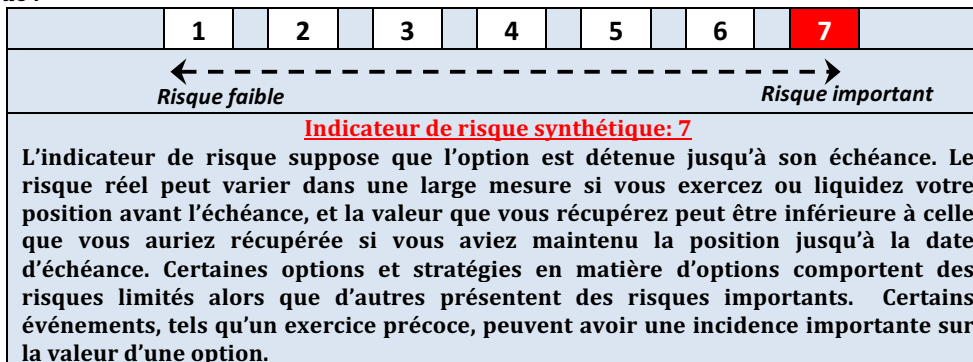 1 2 3 4 5 6 7
Risque faible Risque important
Indicateur de risque synthétique: 7
L’indicateur de risque suppose que l’option est détenue jusqu’à son échéance. Le
risque réel peut varier dans une large mesure si vous exercez ou liquidez votre
position avant l’échéance, et la valeur que vous récupérez peut être inférieure à celle
que vous auriez récupérée si vous aviez maintenu la position jusqu’à la date
d’échéance. Certaines options et stratégies en matière d’options comportent des
risques limités alors que d’autres présentent des risques importants. Certains
événements, tels qu’un exercice précoce, peuvent avoir une incidence importante sur
la valeur d’une option.